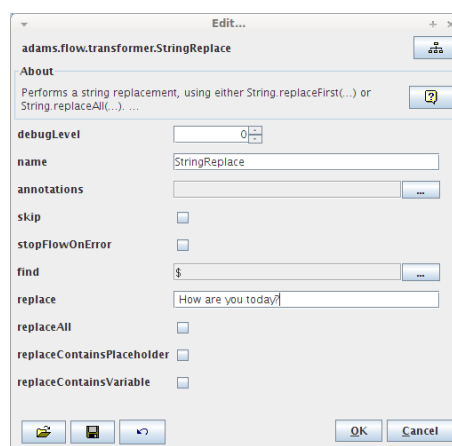 Edit...
adams.flow.transformer.StringReplace
About
Performs a string replacement, using either String.replaceFirst(...) or
String.replaceAll(...). ...
debugLevel
0
name
StringReplace
annotations
...
skip
stopFlowOnError
find
$
...
replace
How are you today?
replaceAll
replaceContainsPlaceholder
replaceContainsVariable
OK
Cancel